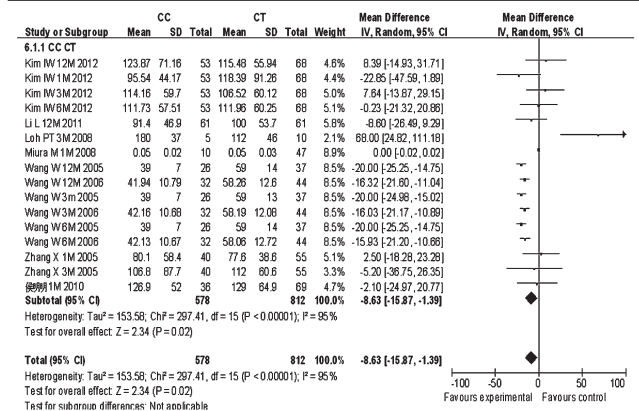 CC CT Mean Difference Mean Difference
Study or Subgroup Mean SD Total Mean SD Total Weight IV, Random, 95% CI IV, Random, 95% CI
6.1.1 CC CT
Kim IW 12M 2012 123.87 71.16 53 115.48 55.94 68 4.6% 8.39 [-14.93, 31.71]
Kim IW 1M 2012 95.54 44.17 53 118.39 91.26 68 4.3% -22.85 [-47.59, 1.89]
Kim IW 3M 2012 114.16 59.7 53 106.52 60.12 68 4.8% 7.64 [-13.87, 29.15]
Kim IW 6M 2012 111.73 57.51 53 111.96 60.25 68 4.9% -0.23 [-21.32, 20.86]
Li L 12M2011 91.4 46.9 61 100 53.7 61 5.5% -8.60 [-26.49, 9.29]
Loh PT 3M 2008 180 37 5 112 46 10 2.2% 68.00 [24.82, 111.18]
Miura M 1M 2008 0.05 0.02 10 0.05 0.03 47 8.9% 0.00 [-0.02, 0.02]
Wang W 12M 2005 39 7 26 59 14 37 8.5% -20.00 [-25.25, -14.75]
Wang W 12M 2006 41.94 10.79 32 58.26 12.6 44 8.5% -16.32 [-21.60, -11.04]
Wang W 3m 2005 39 7 26 59 13 37 8.5% -20.00 [-24.98, -15.02]
Wang W 3M 2006 42.16 10.68 32 58.19 12.08 44 8.5% -16.03 [-21.17, -10.89]
Wang W 6M 2005 39 7 26 59 14 37 8.5% -20.00 [-25.25, -14.75]
Wang W 6M 2006 42.13 10.67 32 58.06 12.72 44 8.5% -15.93 [-21.20, -10.66]
Zhang X 1M 2005 80.1 58.4 40 77.6 38.6 55 5.2% 2.50 [-18.28, 23.28]
Zhang X 3M 2005 106.8 87.7 40 112 60.6 55 3.3% -5.20 [-36.75, 26.35]
1M 2010 126.9 52 36 129 64.9 69 4.6% -2.10 [-24.97, 20.77]
Subtotal (95% CI) 578 812 100.0% -8.63 [-15.87, -1.39]
Heterogeneity: Tau² = 153.58; Chi² = 297.41, df = 15 (P < 0.00001); I² = 95%
Test for overall effect: Z = 2.34 (P = 0.02)
Total (95% CI) 578 812 100.0% -8.63 [-15.87, -1.39]
Heterogeneity: Tau² = 153.58; Chi² = 297.41, df = 15 (P < 0.00001); I² = 95%
Test for overall effect: Z = 2.34 (P = 0.02)
Test for subgroup differences: Not applicable
-100 -50 0 50 100
Favours experimental Favours control